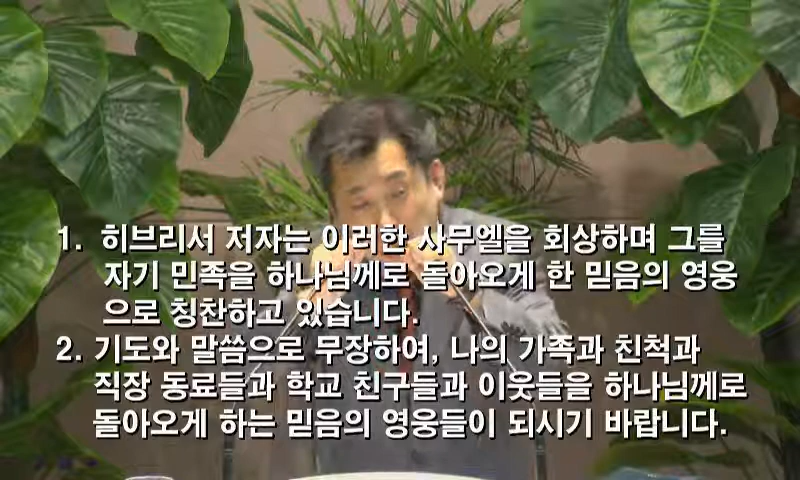 1. 히브리서 저자는 이러한 사무엘을 회상하며 그를
자기 민족을 하나님께로 돌아오게 한 믿음의 영웅
으로 칭찬하고 있습니다.
2. 기도와 말씀으로 무장하여, 나의 가족과 친척과
직장 동료들과 학교 친구들과 이웃들을 하나님께로
돌아오게 하는 믿음의 영웅들이 되시기 바랍니다.